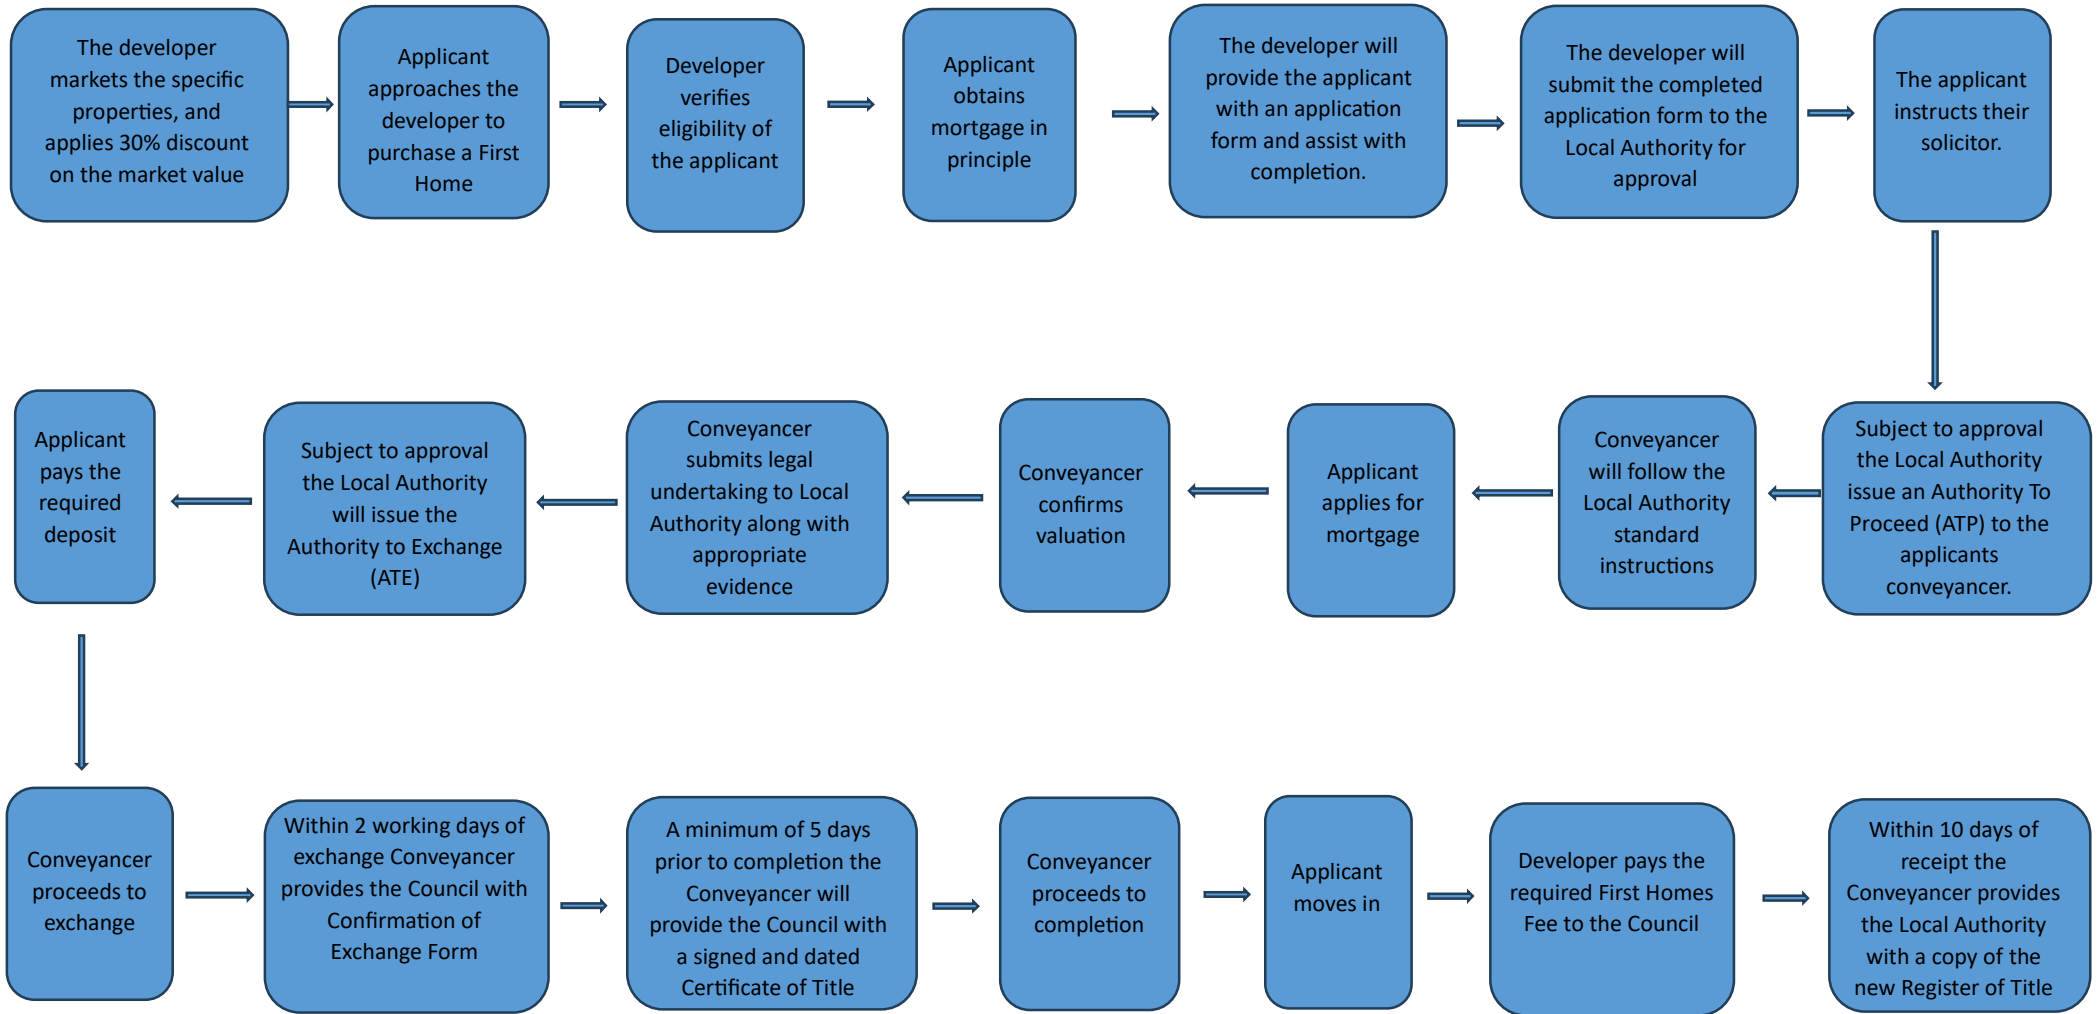 The developer
markets the specific
properties, and
applies 30% discount
on the market value
Applicant
approaches the
developer to
purchase a First
Home
Developer
verifies
eligibility of
the applicant
Applicant
obtains
mortgage in
principle
The developer will
provide the applicant
with an application
form and assist with
completion.
The developer will
submit the completed
application form to the
Local Authority for
approval
The applicant
instructs their
solicitor.
Subject to approval
the Local Authority
issue an Authority To
Proceed (ATP) to the
applicants
conveyancer.
Conveyancer
will follow the
Local Authority
standard
instructions
Applicant
applies for
mortgage
Conveyancer
confirms
valuation
Conveyancer
submits legal
undertaking to Local
Authority along with
appropriate
evidence
Subject to approval
the Local Authority
will issue the
Authority to Exchange
(ATE)
Applicant
pays the
required
deposit
Conveyancer
proceeds to
exchange
Within 2 working days of
exchange Conveyancer
provides the Council with
Confirmation of
Exchange Form
A minimum of 5 days
prior to completion the
Conveyancer will
provide the Council with
a signed and dated
Certificate of Title
Conveyancer
proceeds to
completion
Applicant
moves in
Developer pays the
required First Homes
Fee to the Council
Within 10 days of
receipt the
Conveyancer provides
the Local Authority
with a copy of the
new Register of Title